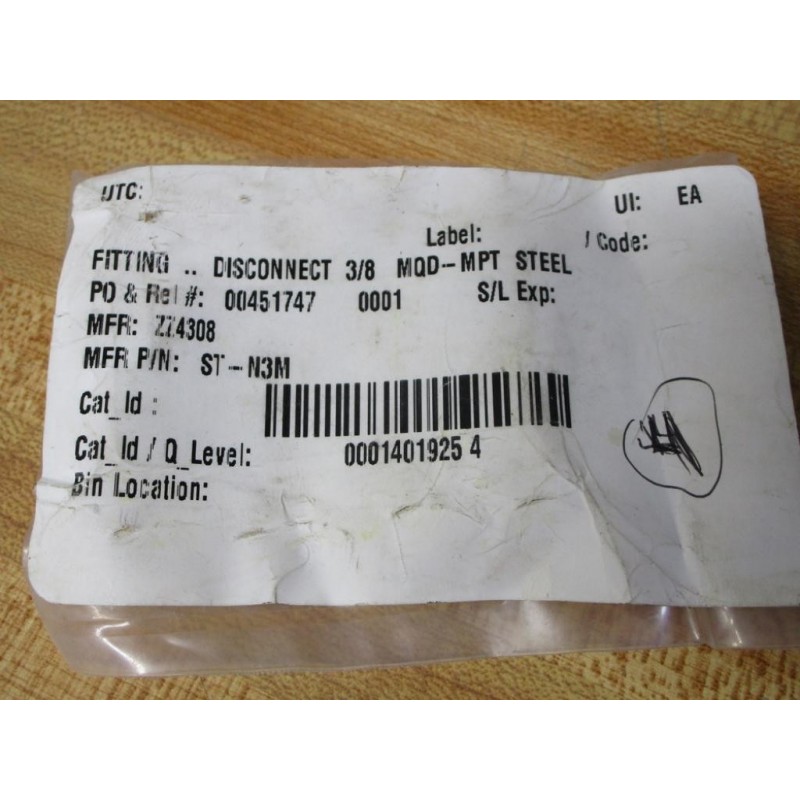 UTC: UI: EA
Label: / Code:
FITTING .. DISCONNECT 3/8 MQD-MPT STEEL
PO & Rel #: 00451747 0001 S/L Exp:
MFR: ZZ4308
MFR P/N: ST-N3M
Cat_Id :
Cat_Id / Q_Level: 0001401925 4
Bin Location: